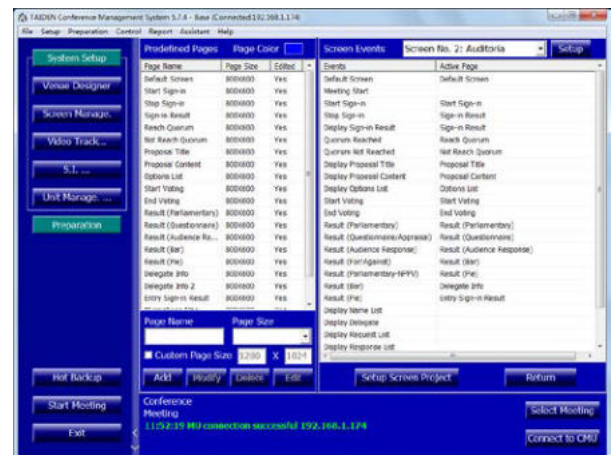 TAIDEN Conference Management System 5.7.4 - Base (Connected:192.168.1.174)
File Setup Preparation Control Report Assistant Help
System Setup
Venue Designer
Screen Manage.
Video Track...
S.I. ...
Unit Manage. ...
Preparation
Hot Backup
Start Meeting
Exit
Predefined Pages Page Color
Page Name Page Size Edited
Default Screen 800X600 Yes
Start Sign-in 800X600 Yes
Stop Sign-in 800X600 Yes
Sign-in Result 800X600 Yes
Reach Quorum 800X600 Yes
Not Reach Quorum 800X600 Yes
Proposal Title 800X600 Yes
Proposal Content 800X600 Yes
Options List 800X600 Yes
Start Voting 800X600 Yes
End Voting 800X600 Yes
Result (Parliamentary) 800X600 Yes
Result (Questionnaire) 800X600 Yes
Result (Audience Re... 800X600 Yes
Result (Bar) 800X600 Yes
Result (Pie) 800X600 Yes
Delegate Info 800X600 Yes
Delegate Info 2 800X600 Yes
Entry Sign-in Result 800X600 Yes
Page Name Page Size
Custom Page Size 1280 X 1024
Add Modify Delete Edit
Screen Events: Screen No. 2: Auditoria Setup
Events Active Page
Default Screen Default Screen
Meeting Start
Start Sign-in Start Sign-in
Stop Sign-in Stop Sign-in
Display Sign-in Result Sign-in Result
Quorum Reached Reach Quorum
Quorum Not Reached Not Reach Quorum
Display Proposal Title Proposal Title
Display Proposal Content Proposal Content
Display Options List Options List
Start Voting Start Voting
End Voting End Voting
Result (Parliamentary) Result (Parliamentary)
Result (Questionnaire/Appraise) Result (Questionnaire)
Result (Audience Response) Result (Audience Response)
Result (For/Against) Result (Bar)
Result (Parliamentary-NPPV) Result (Pie)
Result (Bar) Delegate Info
Result (Pie) Entry Sign-in Result
Display Name List
Display Delegate
Display Request List
Display Response List
Setup Screen Project Return
Conference
Meeting
11:52:19 MU connection successful 192.168.1.174
Select Meeting
Connect to CMU